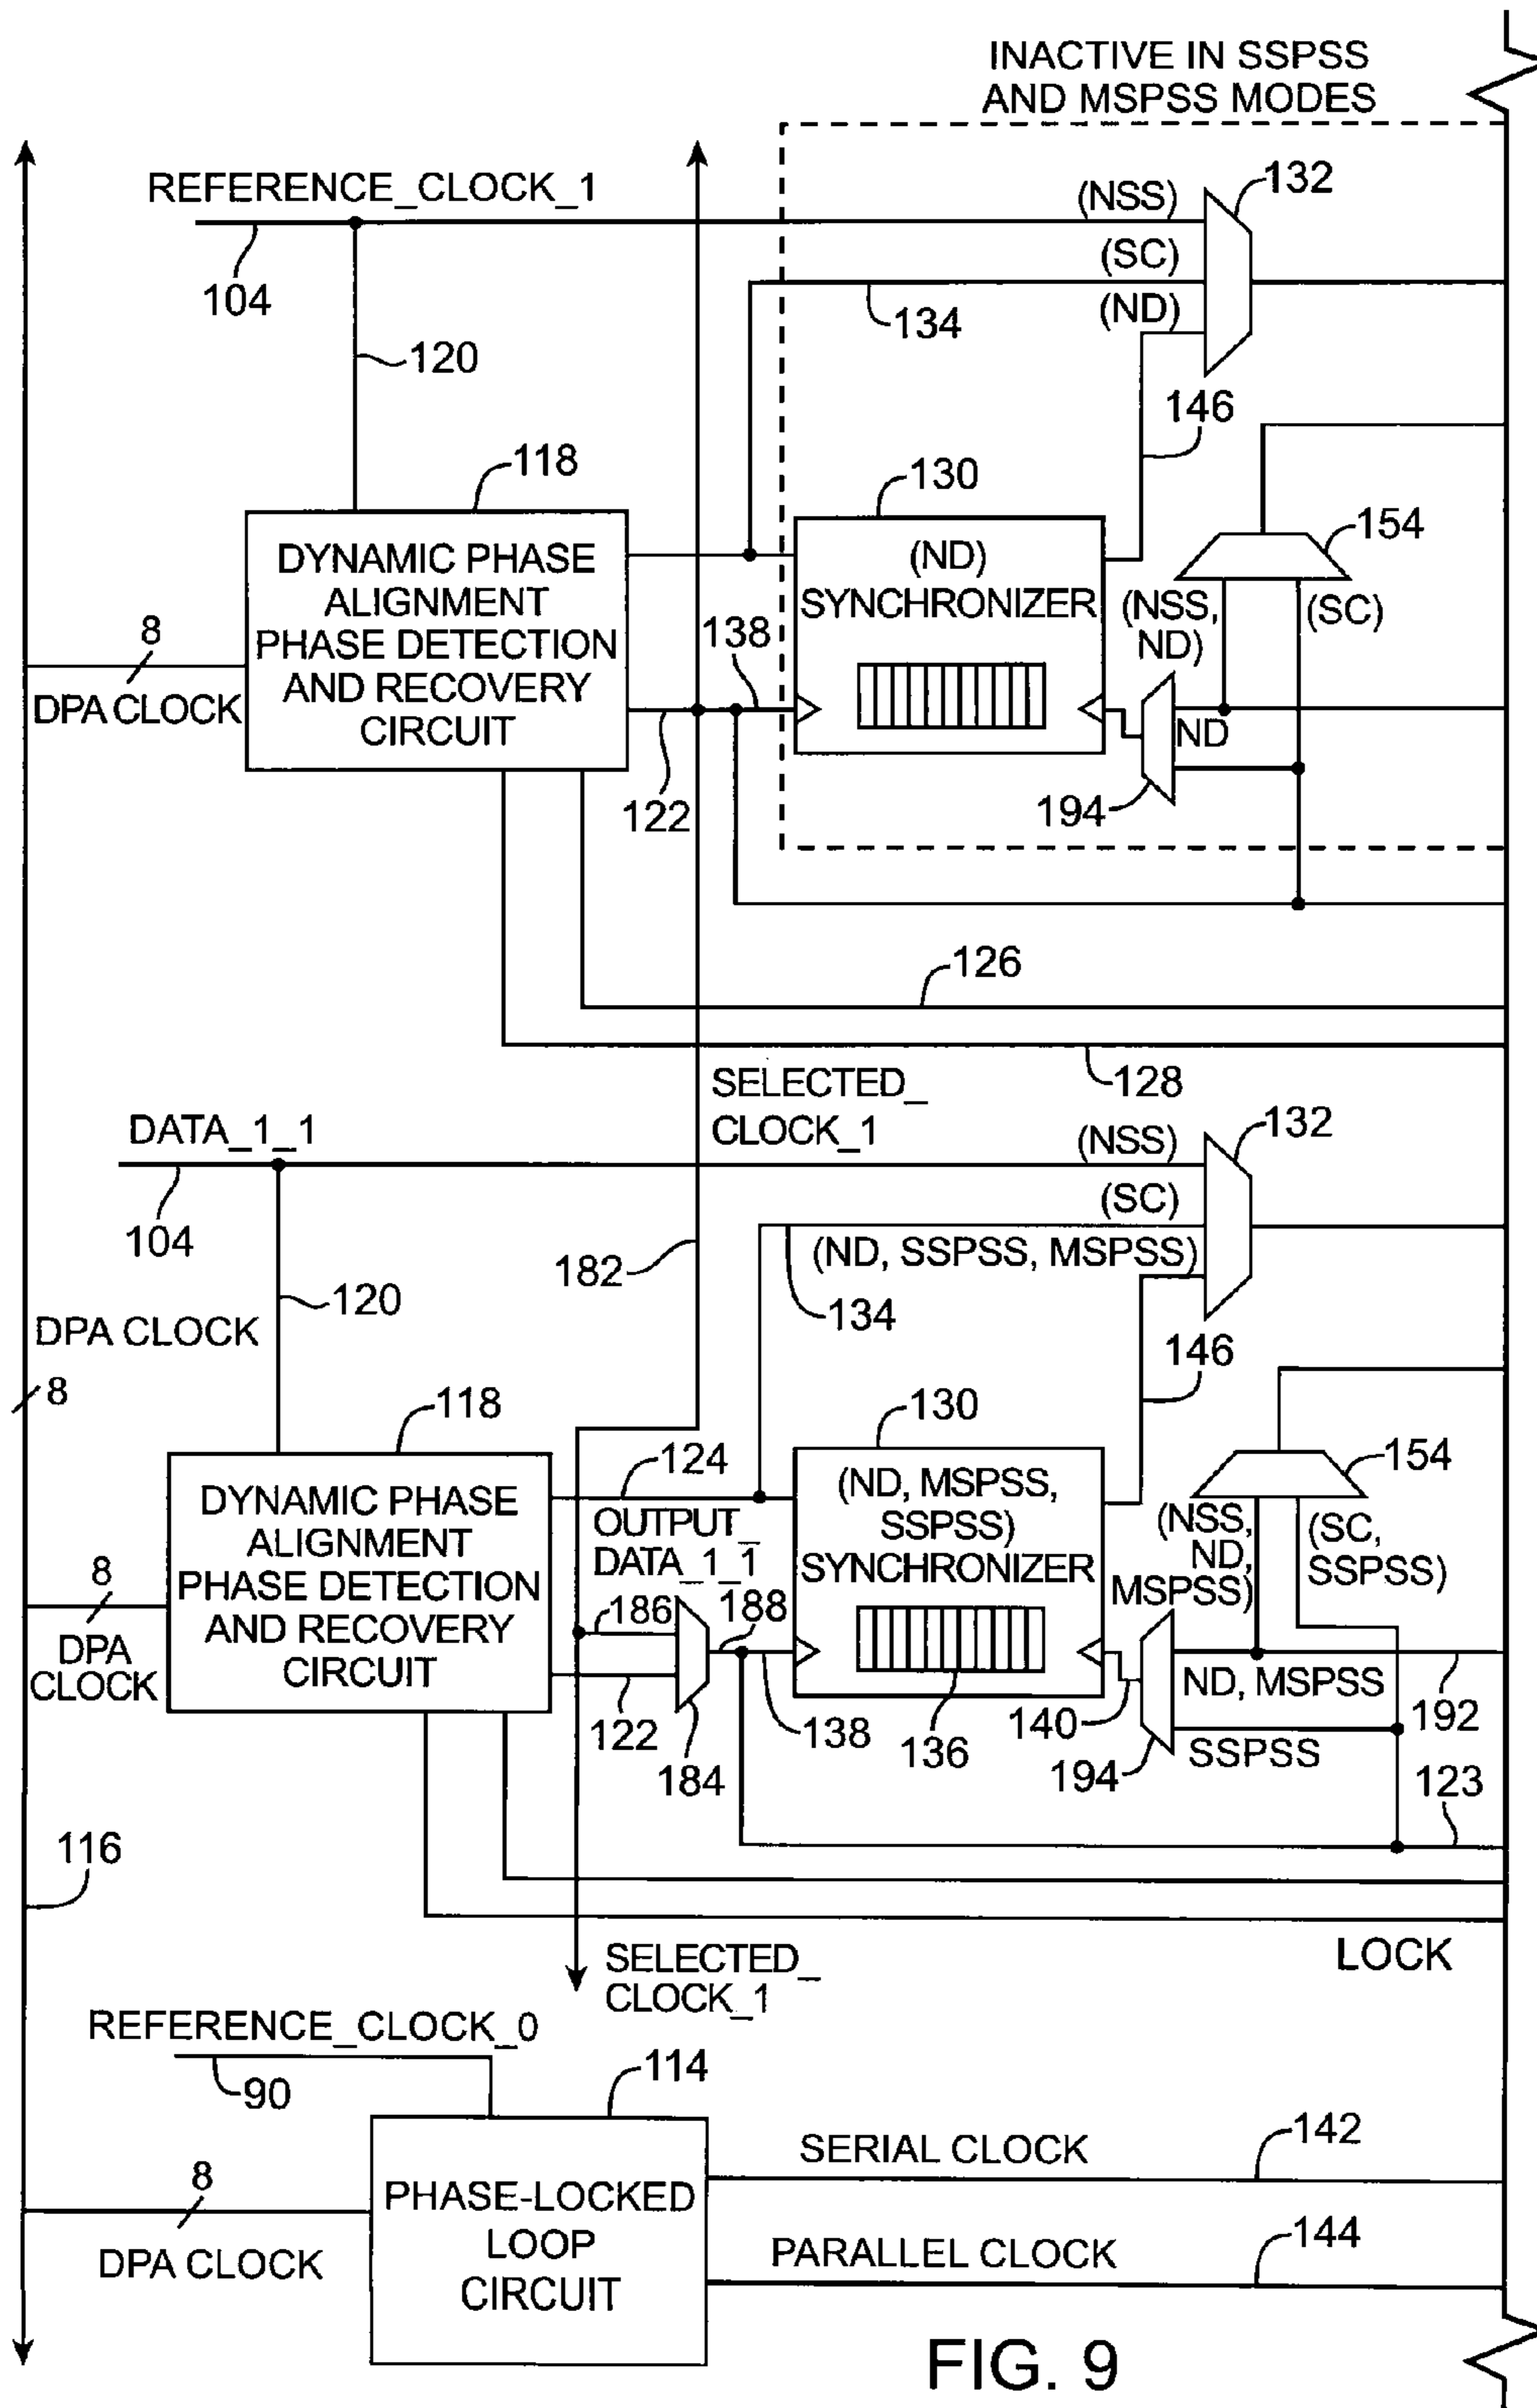 INACTIVE IN SSPSS
AND MSPSS MODES
REFERENCE_CLOCK_1
(NSS)
132
(SC)
104
134
(ND)
120
146
118
130
154
DYNAMIC PHASE
ALIGNMENT
PHASE DETECTION
AND RECOVERY
CIRCUIT
(ND)
SYNCHRONIZER
(NSS,
ND)
(SC)
8
DPA CLOCK
138
ND
122
194
126
128
SELECTED_
CLOCK_1
DATA_1_1
(NSS)
132
(SC)
104
182
(ND, SSPSS, MSPSS)
134
120
DPA CLOCK
8
146
118
124
130
154
DYNAMIC PHASE
ALIGNMENT
PHASE DETECTION
AND RECOVERY
CIRCUIT
OUTPUT_
DATA_1_1
(ND, MSPSS,
SSPSS)
SYNCHRONIZER
(NSS,
ND,
MSPSS)
(SC,
SSPSS)
8
DPA
CLOCK
186
188
122
184
138
136
140
ND, MSPSS
192
194
SSPSS
123
116
LOCK
SELECTED_
CLOCK_1
REFERENCE_CLOCK_0
90
114
SERIAL CLOCK
142
8
DPA CLOCK
PHASE-LOCKED
LOOP
CIRCUIT
PARALLEL CLOCK
144
FIG. 9